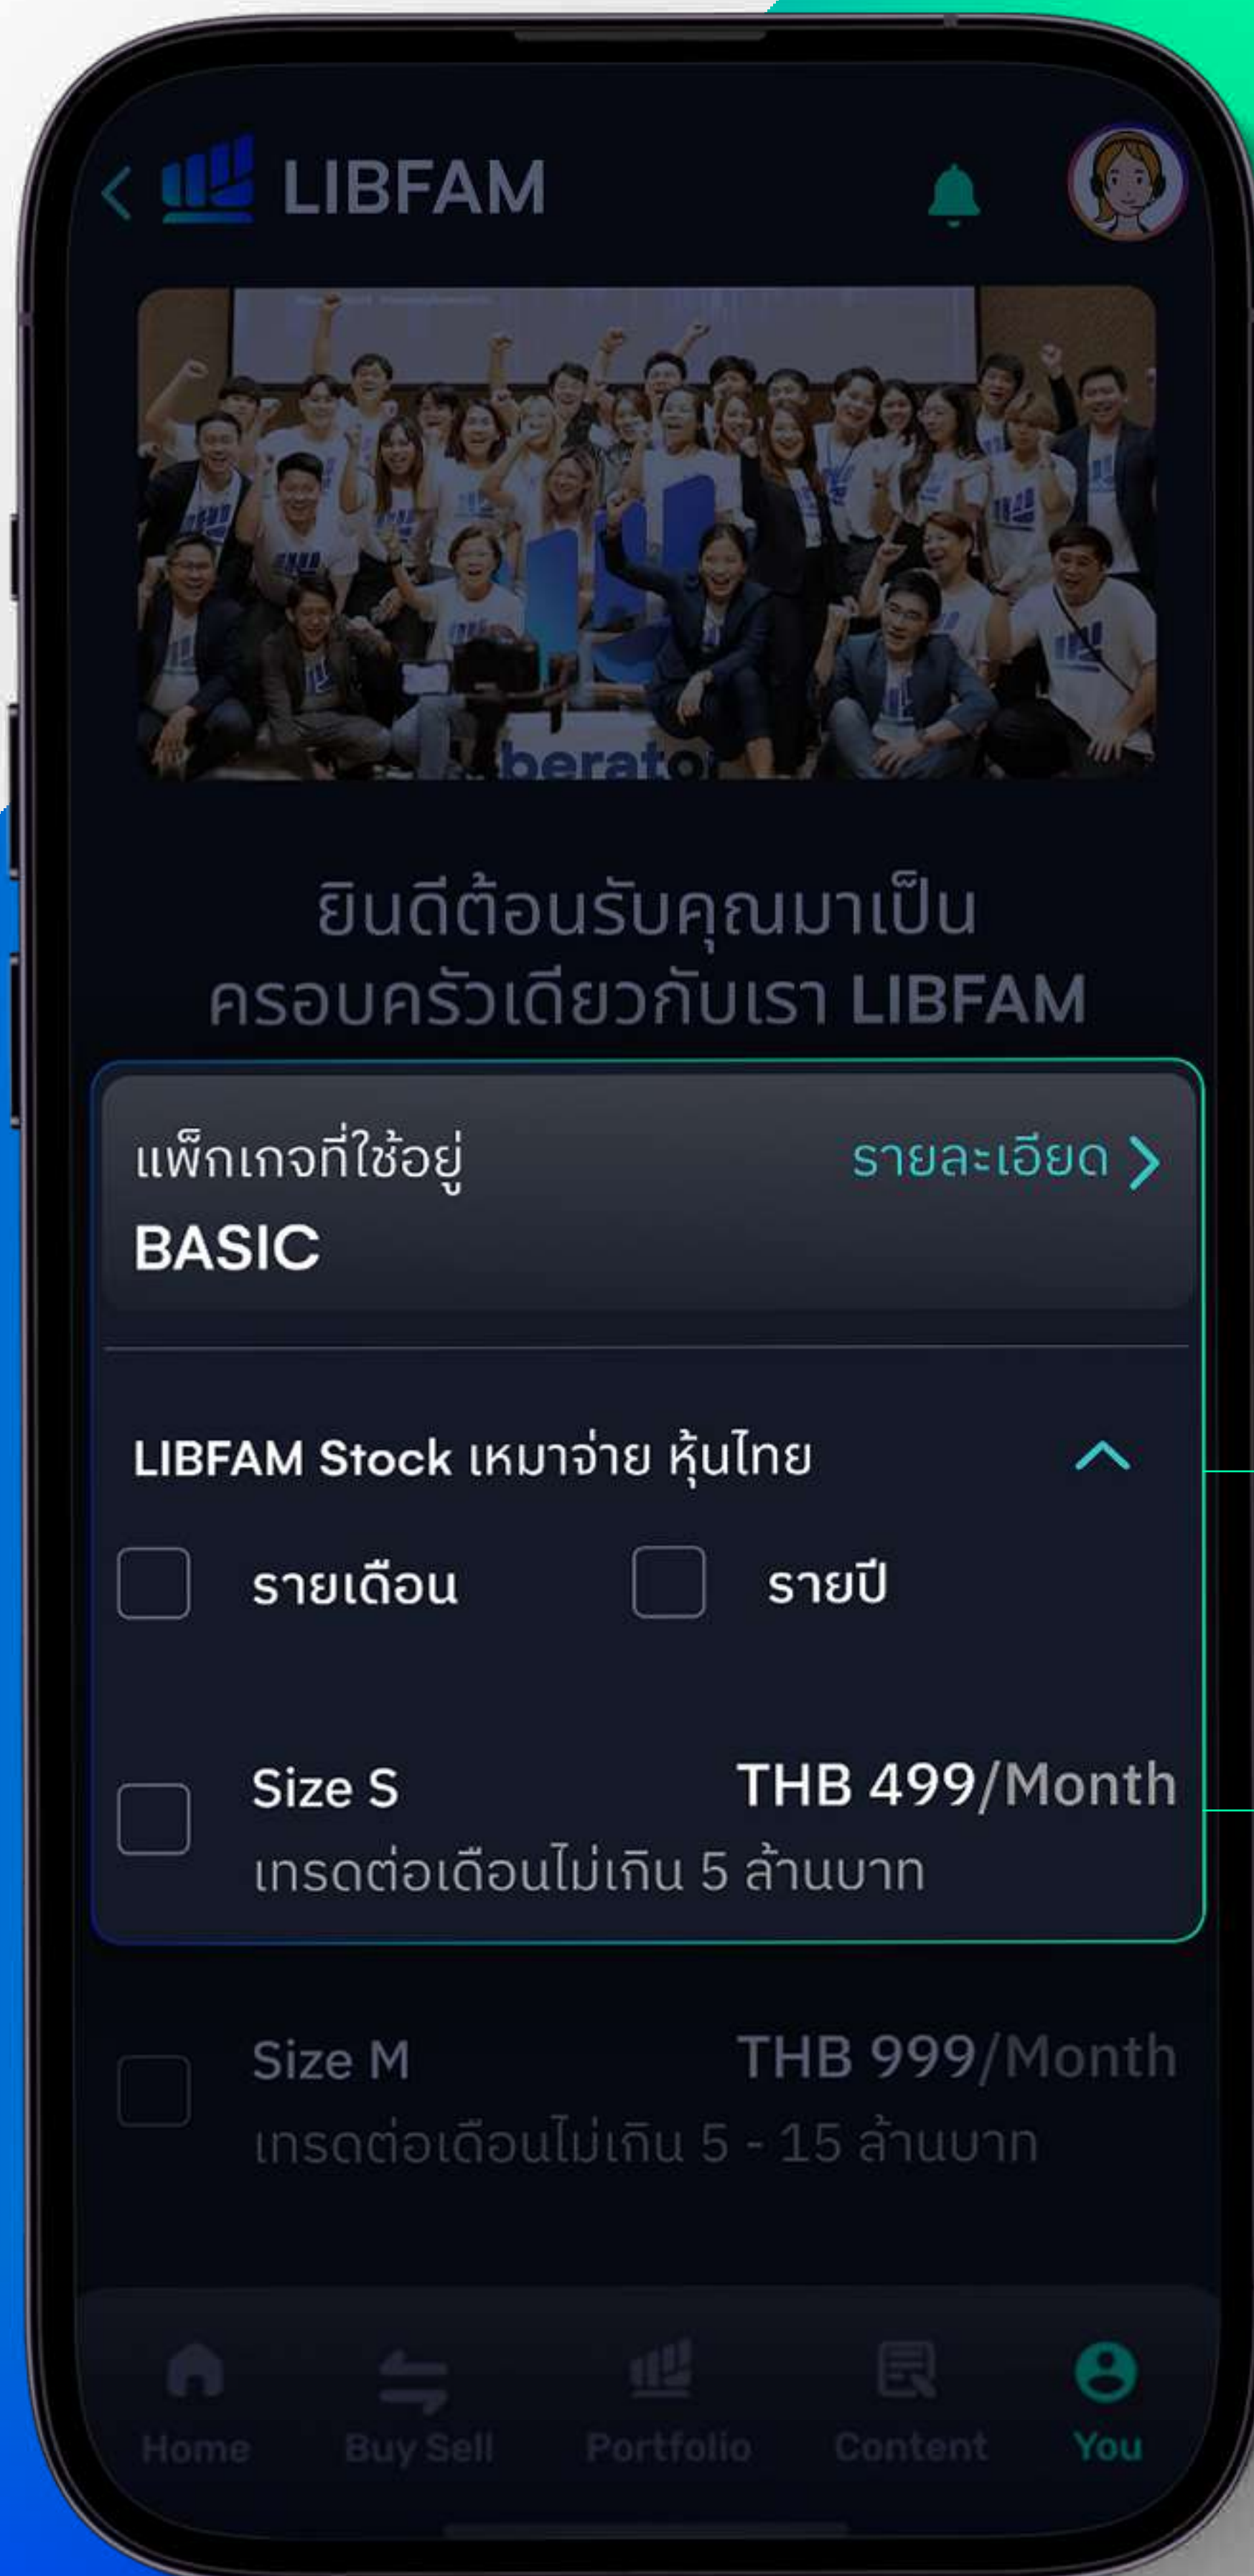 LIBFAM
berato
ยินดีต้อนรับคุณมาเป็น
ครอบครัวเดียวกับเรา LIBFAM
แพ็กเกจที่ใช้อยู่
รายละเอียด
BASIC
LIBFAM Stock เหมาจ่าย หุ้นไทย
รายเดือน
รายปี
Size S THB 499/Month
เทรดต่อเดือนไม่เกิน 5 ล้านบาท
Size M THB 999/Month
เทรดต่อเดือนไม่เกิน 5 - 15 ล้านบาท
Home Buy Sell Portfolio Content You